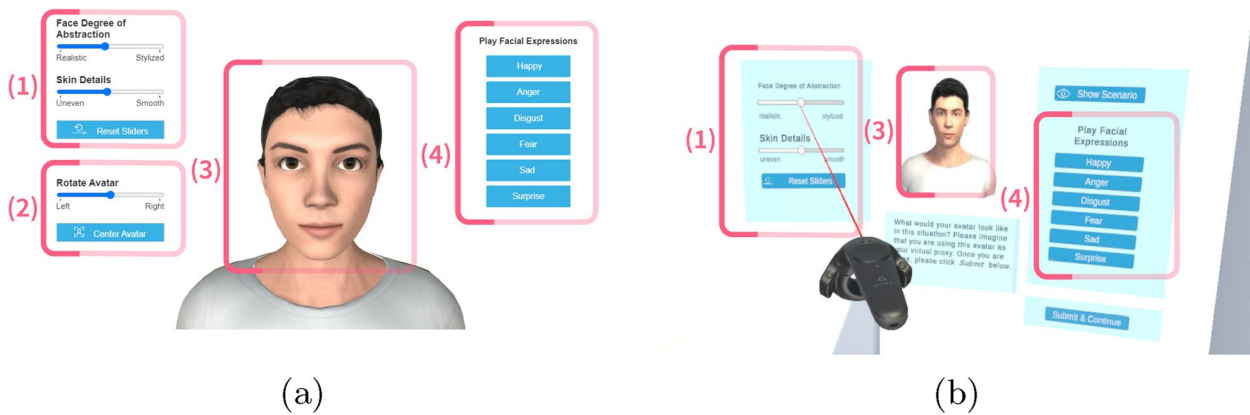 Face Degree of
Abstraction
Realistic Stylized
(1)
Skin Details
Uneven Smooth
Reset Sliders
(2)
Rotate Avatar
Left Right
Center Avatar
(3)
(4)
Play Facial Expressions
Happy
Anger
Disgust
Fear
Sad
Surprise
(a)
(1)
Face Degree of Abstraction
realistic stylized
Skin Details
uneven smooth
Reset Sliders
(3)
What would your avatar look like
in this situation? Please imagine
that you are using this avatar as
your virtual proxy. Once you are
please click Submit below.
VIVE
Show Scenario
(4)
Play Facial
Expressions
Happy
Anger
Disgust
Fear
Sad
Surprise
Submit & Continue
(b)